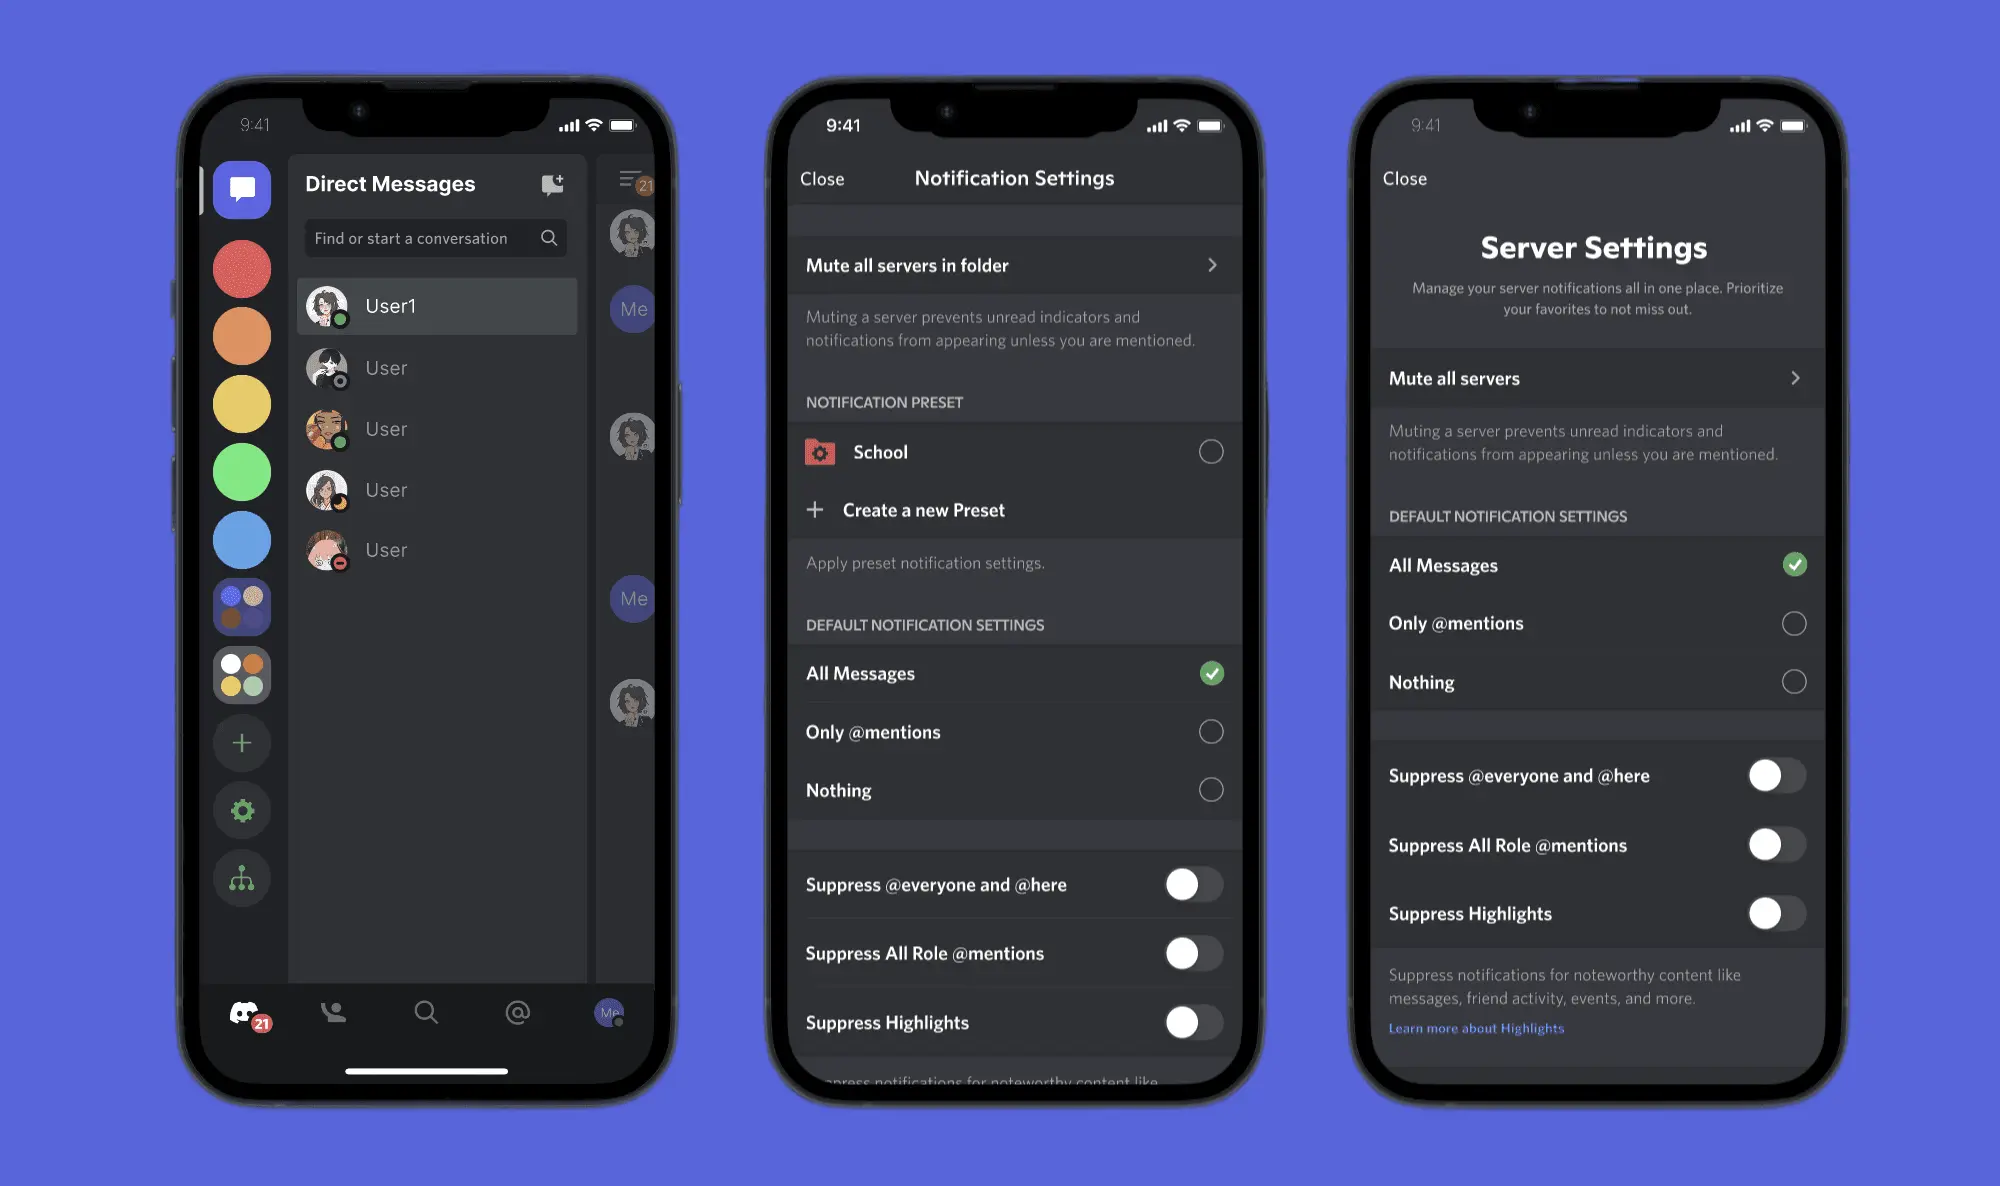 9:41
Direct Messages
21
Find or start a conversation
User1
Me
User
User
User
User
Me
21
Me
9:41
Close
Notification Settings
Mute all servers in folder
Muting a server prevents unread indicators and
notifications from appearing unless you are mentioned.
NOTIFICATION PRESET
School
Create a new Preset
Apply preset notification settings.
DEFAULT NOTIFICATION SETTINGS
All Messages
Only @mentions
Nothing
Suppress @everyone and @here
Suppress All Role @mentions
Suppress Highlights
Suppress notifications for noteworthy content like
9:41
Close
Server Settings
Manage your server notifications all in one place. Prioritize
your favorites to not miss out.
Mute all servers
Muting a server prevents unread indicators and
notifications from appearing unless you are mentioned.
DEFAULT NOTIFICATION SETTINGS
All Messages
Only @mentions
Nothing
Suppress @everyone and @here
Suppress All Role @mentions
Suppress Highlights
Suppress notifications for noteworthy content like
messages, friend activity, events, and more.
Learn more about Highlights